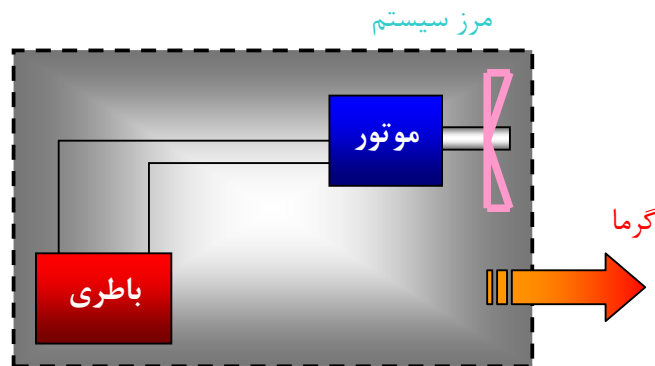 مرز سیستم
موتور
گرما
باطری